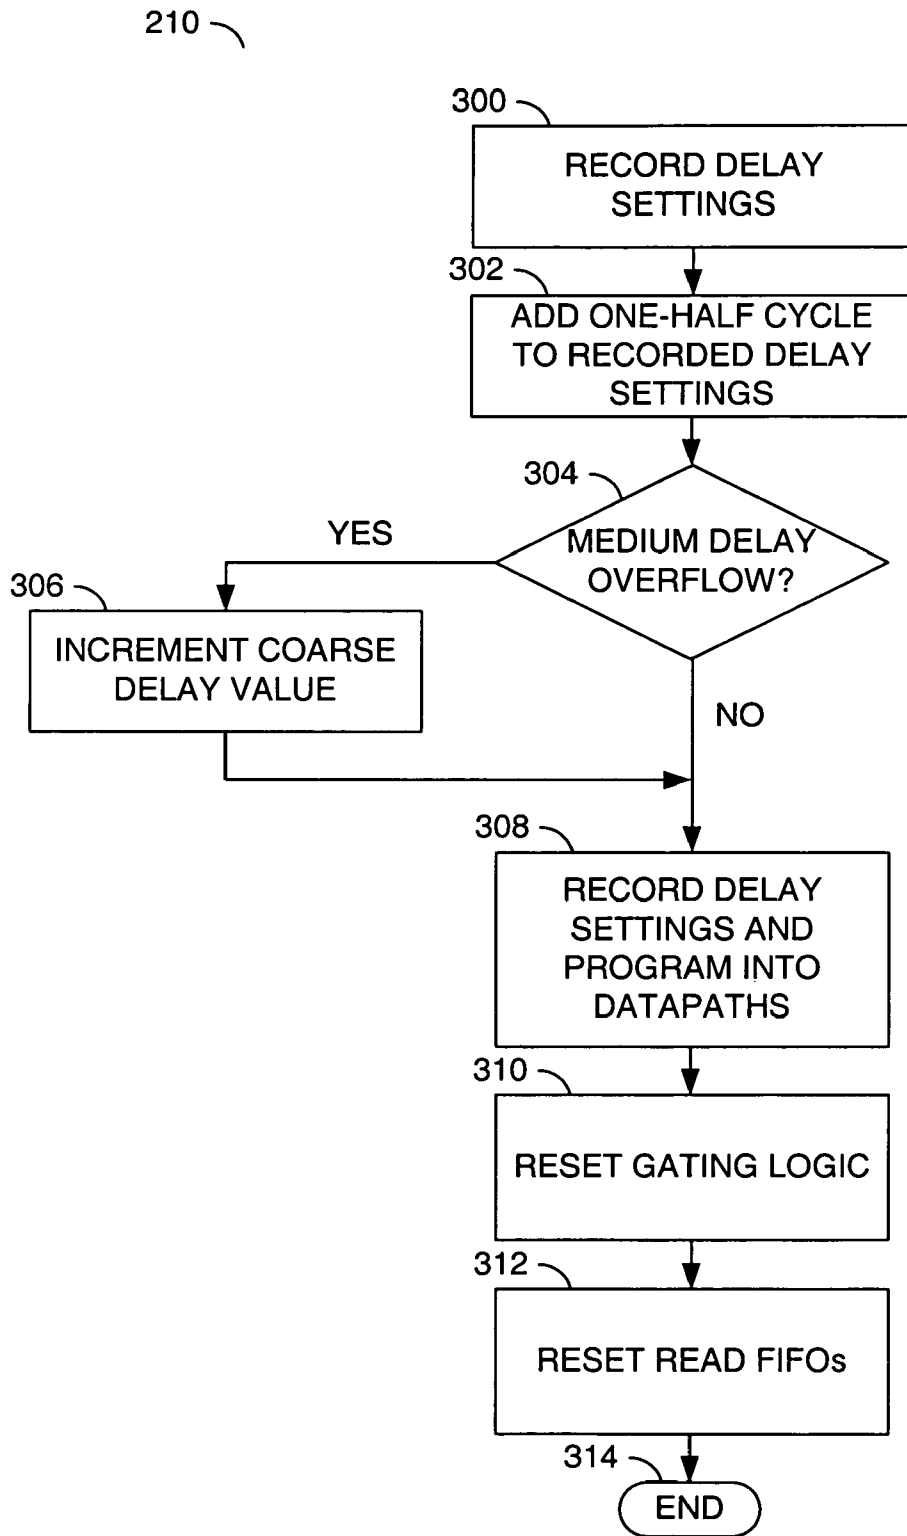 210
300
RECORD DELAY
SETTINGS
302
ADD ONE-HALF CYCLE
TO RECORDED DELAY
SETTINGS
304
MEDIUM DELAY
OVERFLOW?
YES
306
INCREMENT COARSE
DELAY VALUE
NO
308
RECORD DELAY
SETTINGS AND
PROGRAM INTO
DATAPATHS
310
RESET GATING LOGIC
312
RESET READ FIFOs
314
END